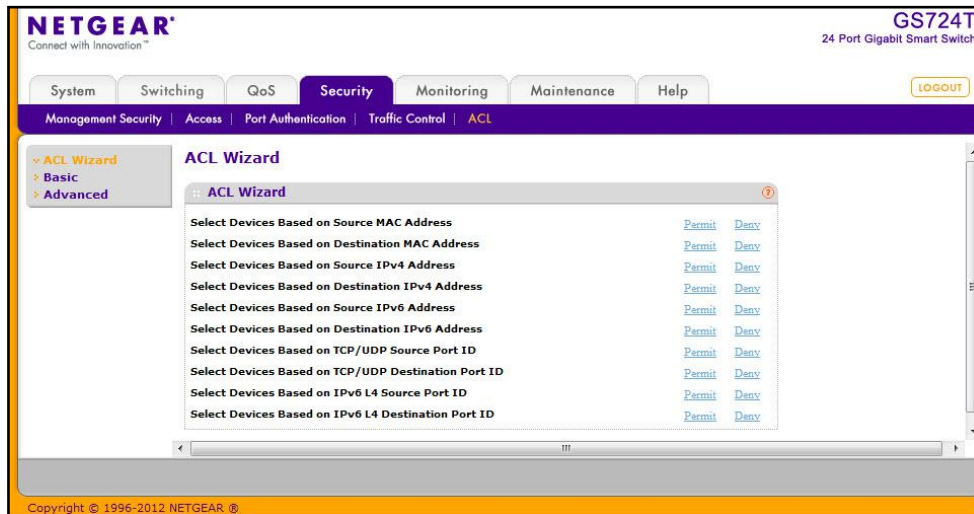 NETGEAR®
Connect with Innovation™
GS724T
24 Port Gigabit Smart Switch
System Switching QoS Security Monitoring Maintenance Help LOGOUT
Management Security | Access | Port Authentication | Traffic Control | ACL
ACL Wizard
Basic
Advanced
ACL Wizard
ACL Wizard ?
Select Devices Based on Source MAC Address Permit Deny
Select Devices Based on Destination MAC Address Permit Deny
Select Devices Based on Source IPv4 Address Permit Deny
Select Devices Based on Destination IPv4 Address Permit Deny
Select Devices Based on Source IPv6 Address Permit Deny
Select Devices Based on Destination IPv6 Address Permit Deny
Select Devices Based on TCP/UDP Source Port ID Permit Deny
Select Devices Based on TCP/UDP Destination Port ID Permit Deny
Select Devices Based on IPv6 L4 Source Port ID Permit Deny
Select Devices Based on IPv6 L4 Destination Port ID Permit Deny
Copyright © 1996-2012 NETGEAR ®